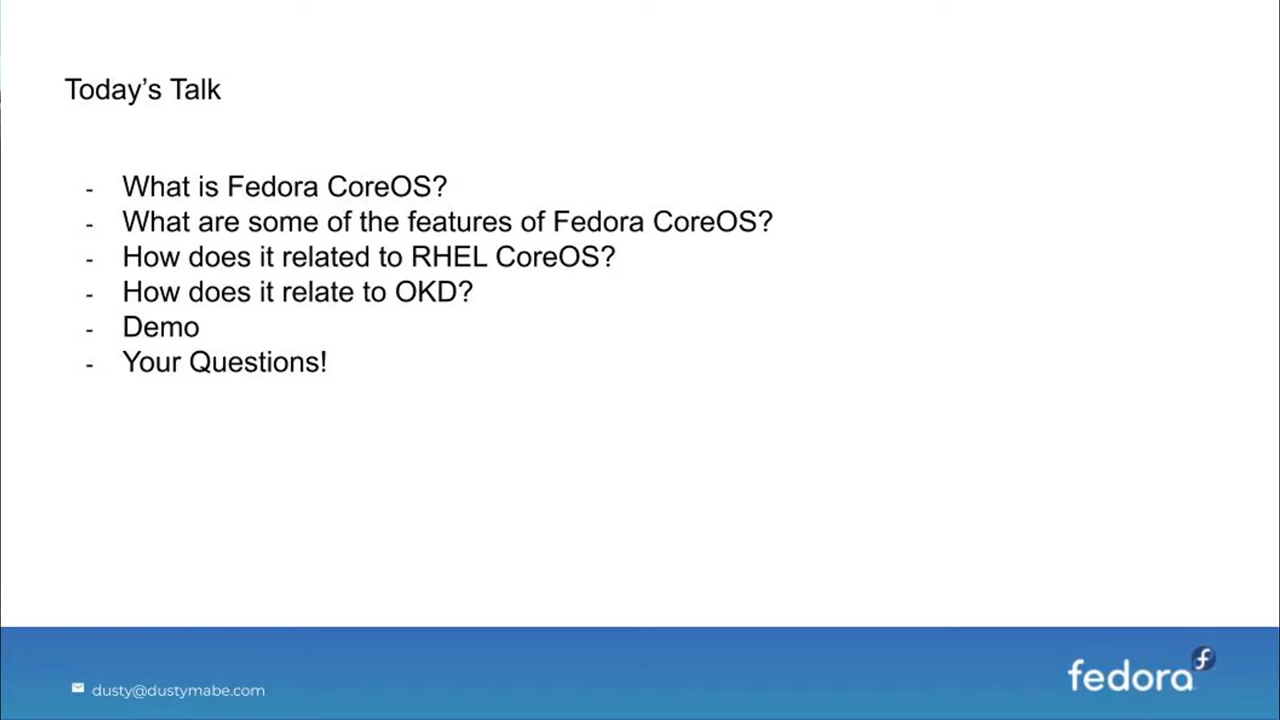 Today’s Talk
- What is Fedora CoreOS?
- What are some of the features of Fedora CoreOS?
- How does it related to RHEL CoreOS?
- How does it relate to OKD?
- Demo
- Your Questions!
dusty@dustymabe.com
fedora